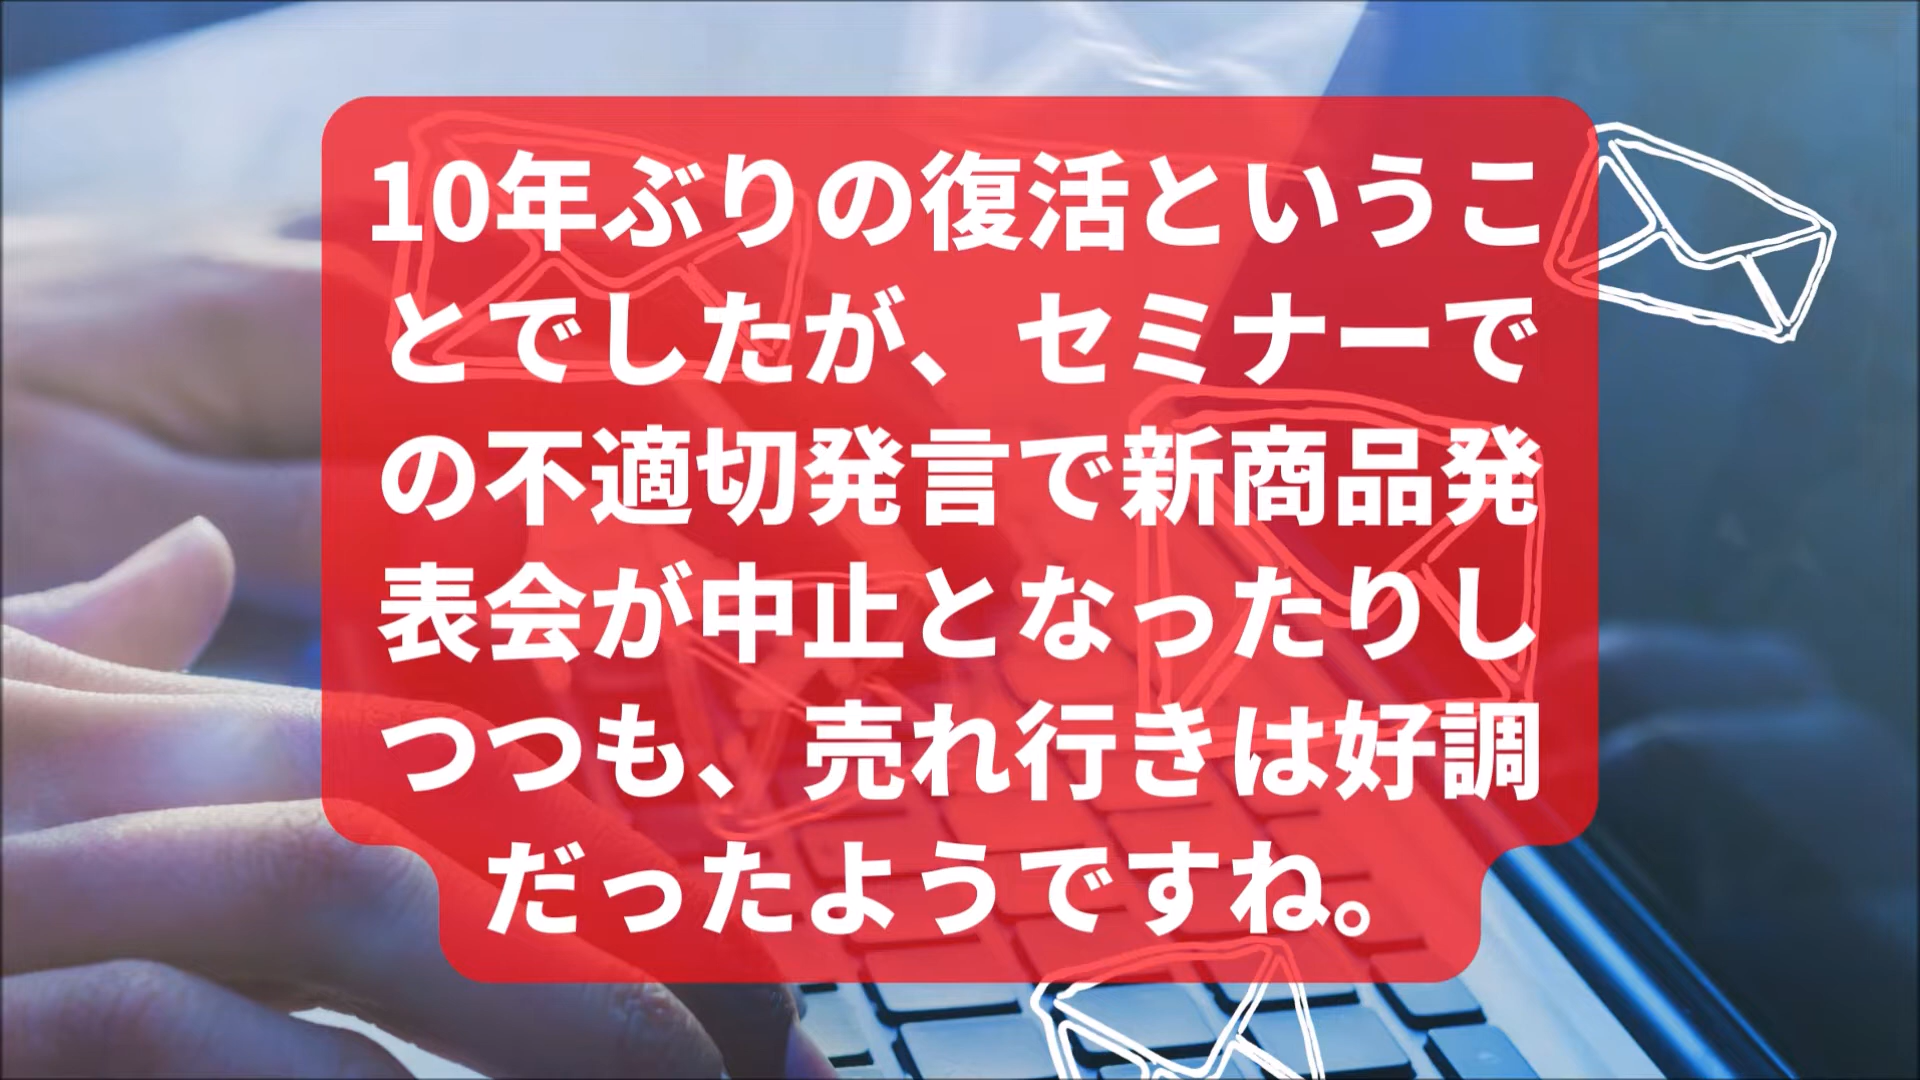 10年ぶりの復活というこ
とでしたが、セミナーで
の不適切発言で新商品発
表会が中止となったりし
つつも、売れ行きは好調
だったようですね。